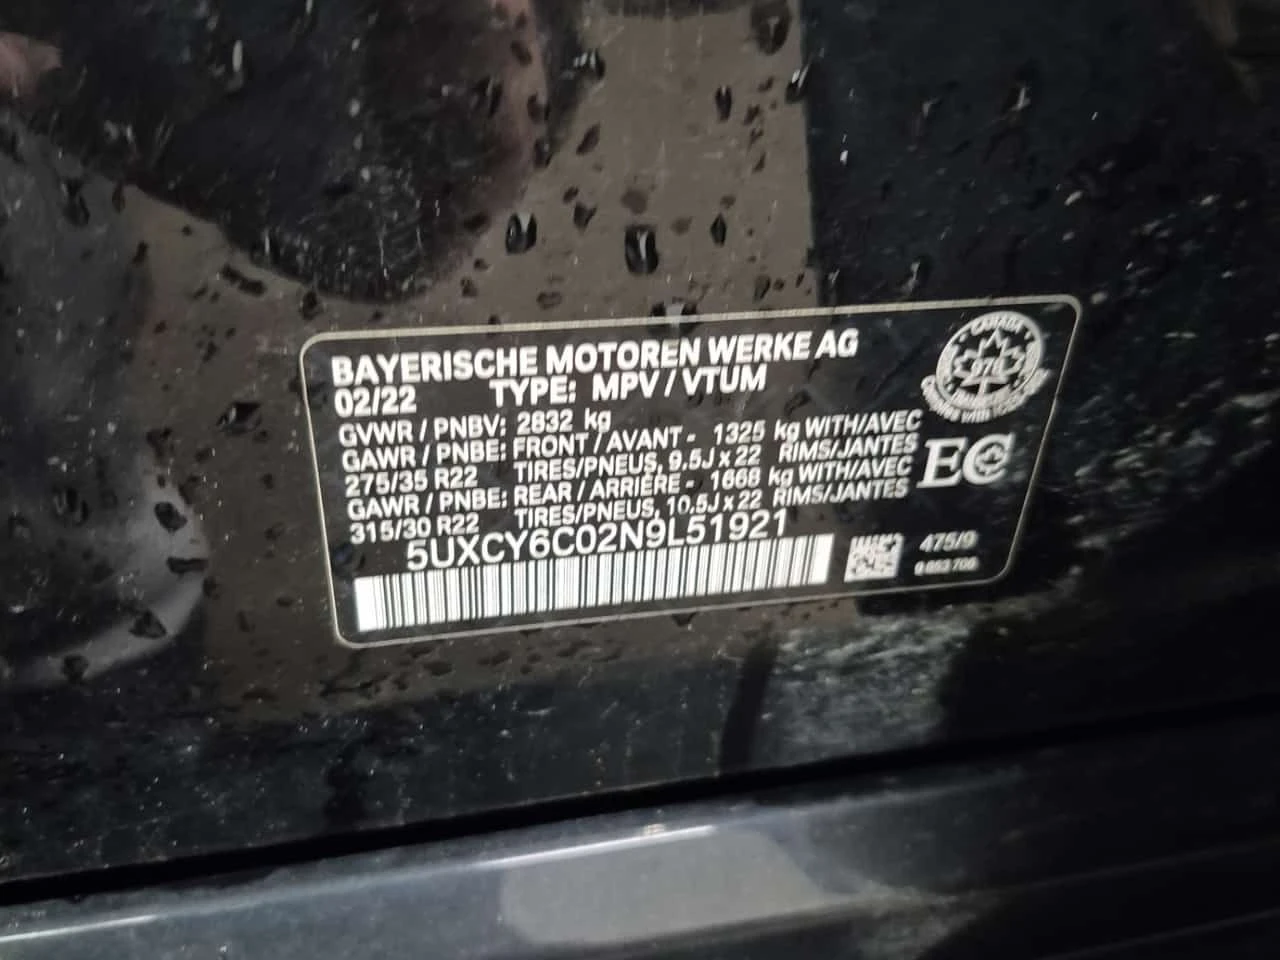 BAYERISCHE MOTOREN WERKE AG
02/22 TYPE: MPV / VTUM
GVWR / PNBV: 2832 kg
GAWR / PNBE: FRONT / AVANT - 1325 kg WITH/AVEC
275/35 R22 TIRES/PNEUS, 9.5J x 22 RIMS/JANTES
GAWR / PNBE: REAR / ARRIÈRE - 1668 kg WITH/AVEC
315/30 R22 TIRES/PNEUS, 10.5J x 22 RIMS/JANTES
5UXCY6C02N9L51921
CANADA
EC
475/9